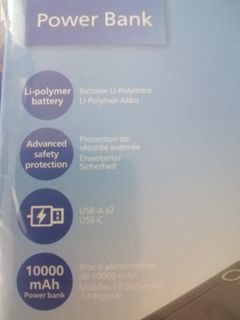 Power Bank
Li-polymer
battery
Batterie Li-Polymère
Li-Polymer-Akku
Advanced
safety
protection
Protection de
sécurité avancée
Erweiterter
Sicherheit
USB-A x2
USB-C
10000
mAh
Power bank
Bloc d'alimentation
de 10000 mAh
Mobiles 10.000-mAh
-Ladegerät